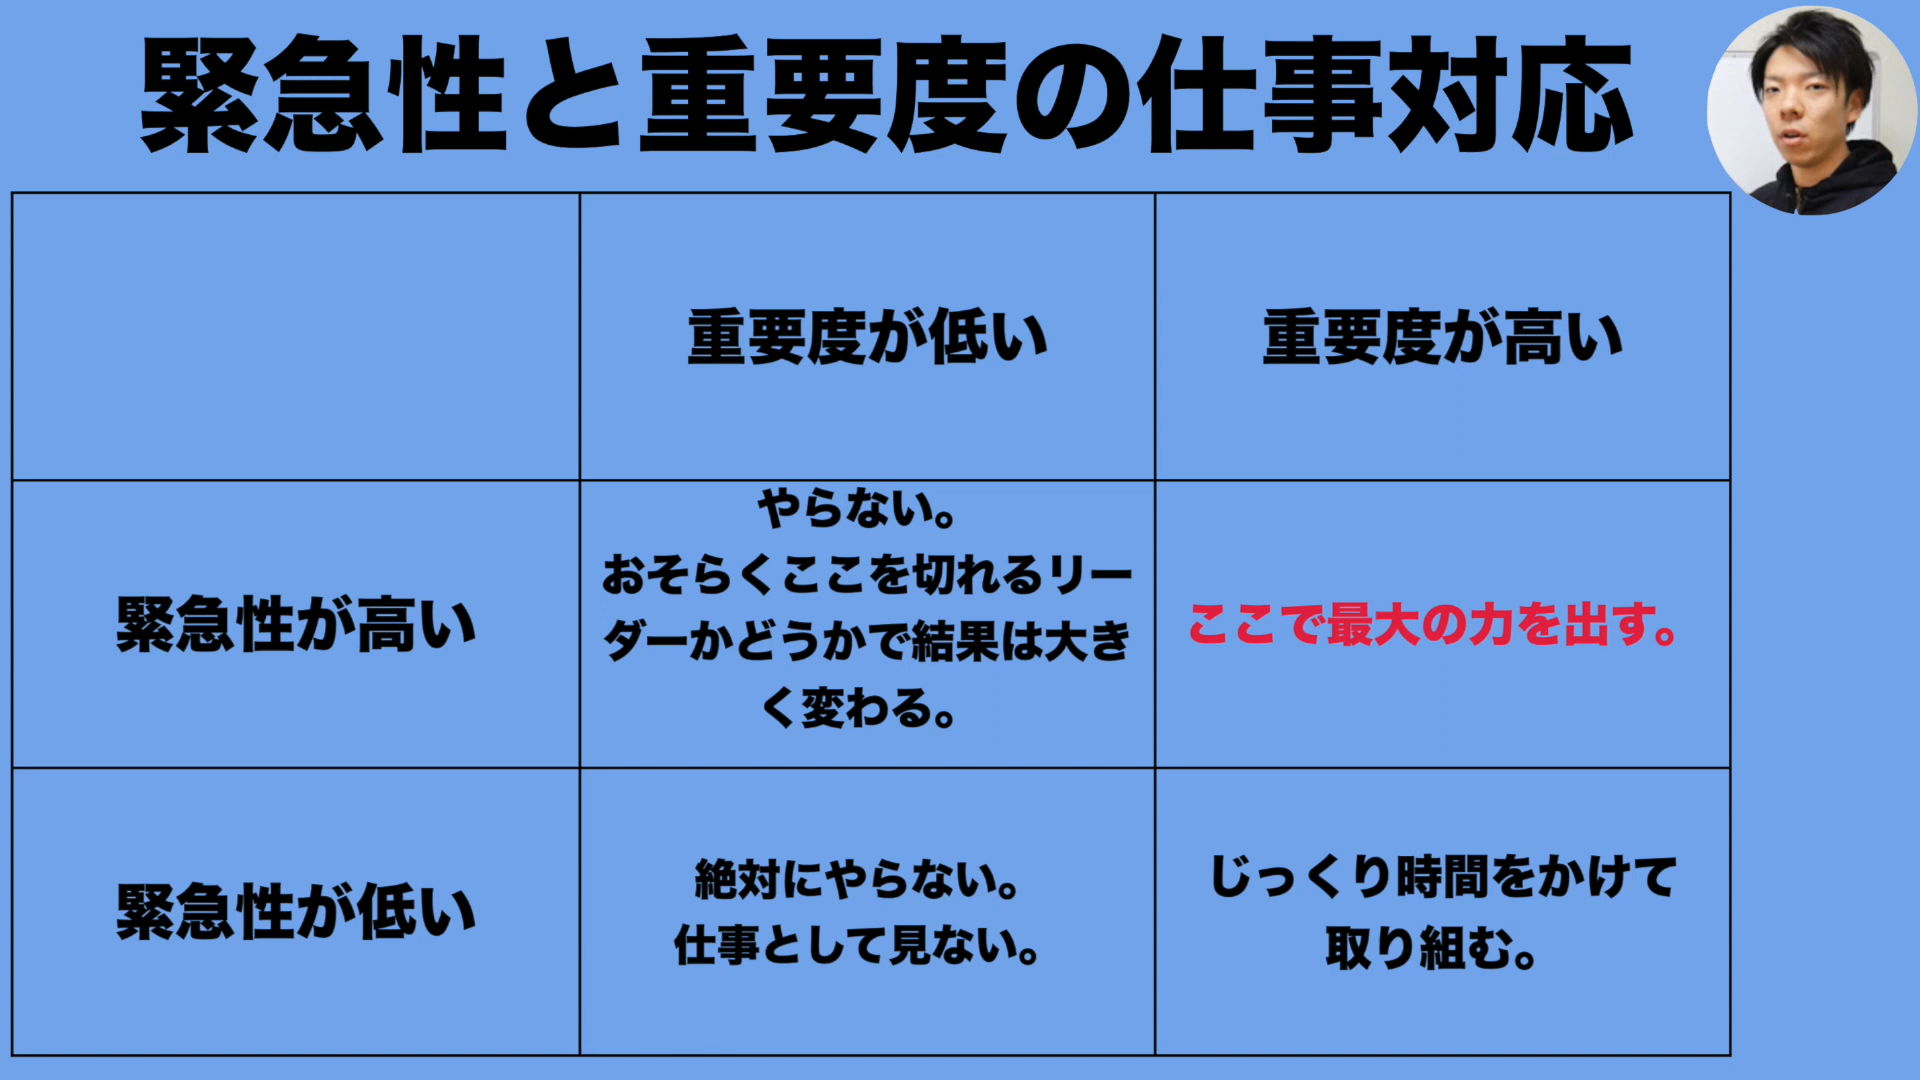 緊急性と重要度の仕事対応
重要度が低い
重要度が高い
緊急性が高い
やらない。
おそらくここを切れるリー
ダーかどうかで結果は大き
く変わる。
ここで最大の力を出す。
緊急性が低い
絶対にやらない。
仕事として見ない。
じっくり時間をかけて
取り組む。